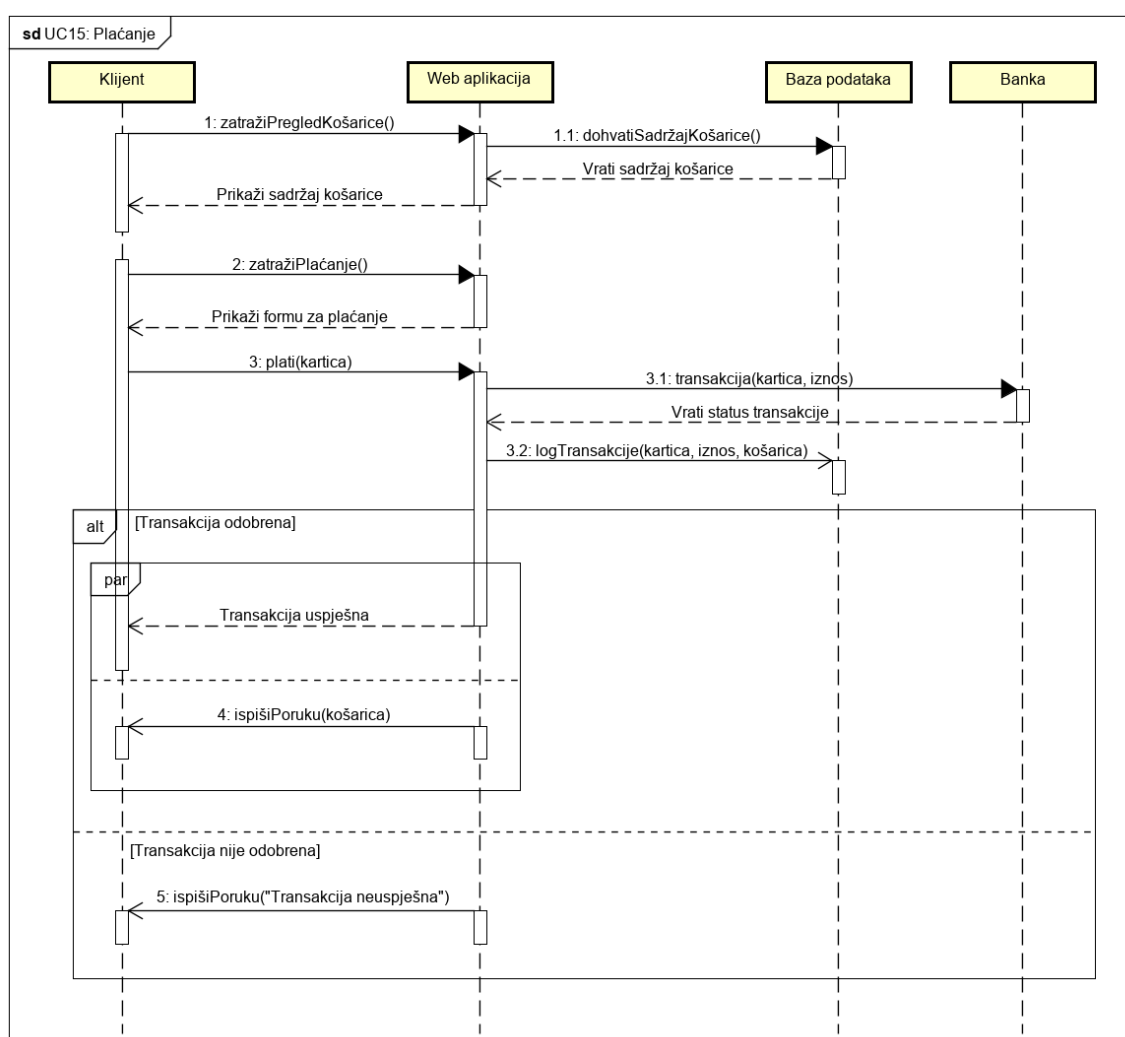 sd UC15: Plaćanje
Klijent
Web aplikacija
Baza podataka
Banka
1: zatražiPregledKošarice()
1.1: dohvatiSadržajKošarice()
Vrati sadržaj košarice
Prikaži sadržaj košarice
2: zatražiPlaćanje()
Prikaži formu za plaćanje
3: plati(kartica)
3.1: transakcija(kartica, iznos)
Vrati status transakcije
3.2: logTransakcije(kartica, iznos, košarica)
alt
[Transakcija odobrena]
par
Transakcija uspješna
4: ispišiPoruku(košarica)
[Transakcija nije odobrena]
5: ispišiPoruku("Transakcija neuspješna")